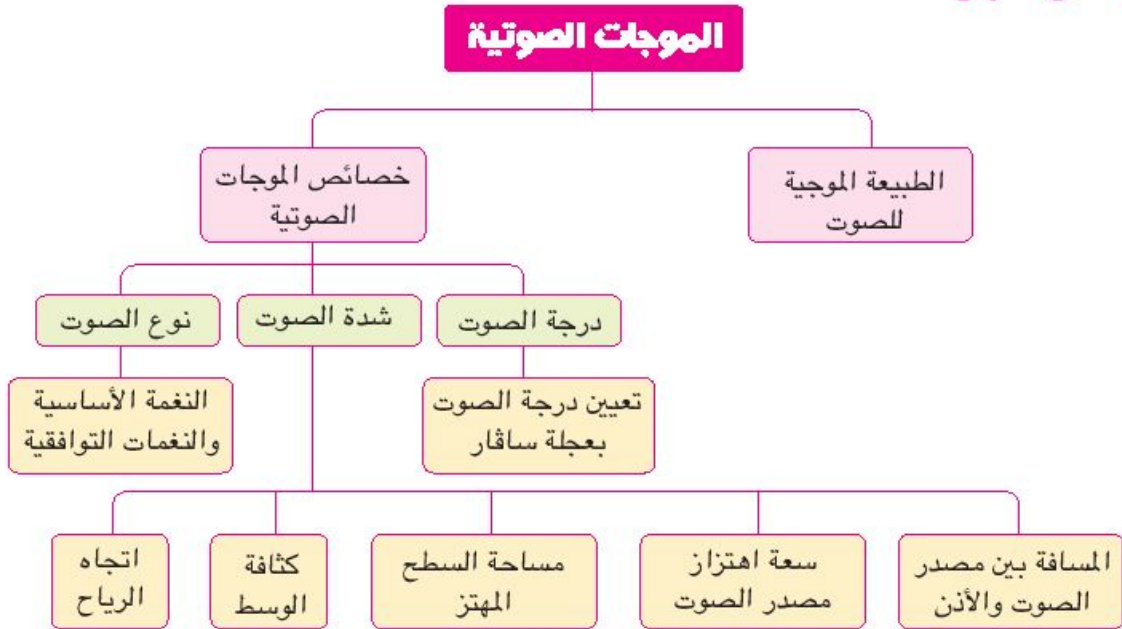 الموجات الصوتية
الطبيعة الموجية
للصوت
خصائص الموجات
الصوتية
درجة الصوت
شدة الصوت
نوع الصوت
تعيين درجة الصوت
بعجلة ساڤار
النغمة الأساسية
والنغمات التوافقية
المسافة بين مصدر
الصوت والأذن
سعة اهتزاز
مصدر الصوت
مساحة السطح
المهتز
كثافة
الوسط
اتجاه
الرياح